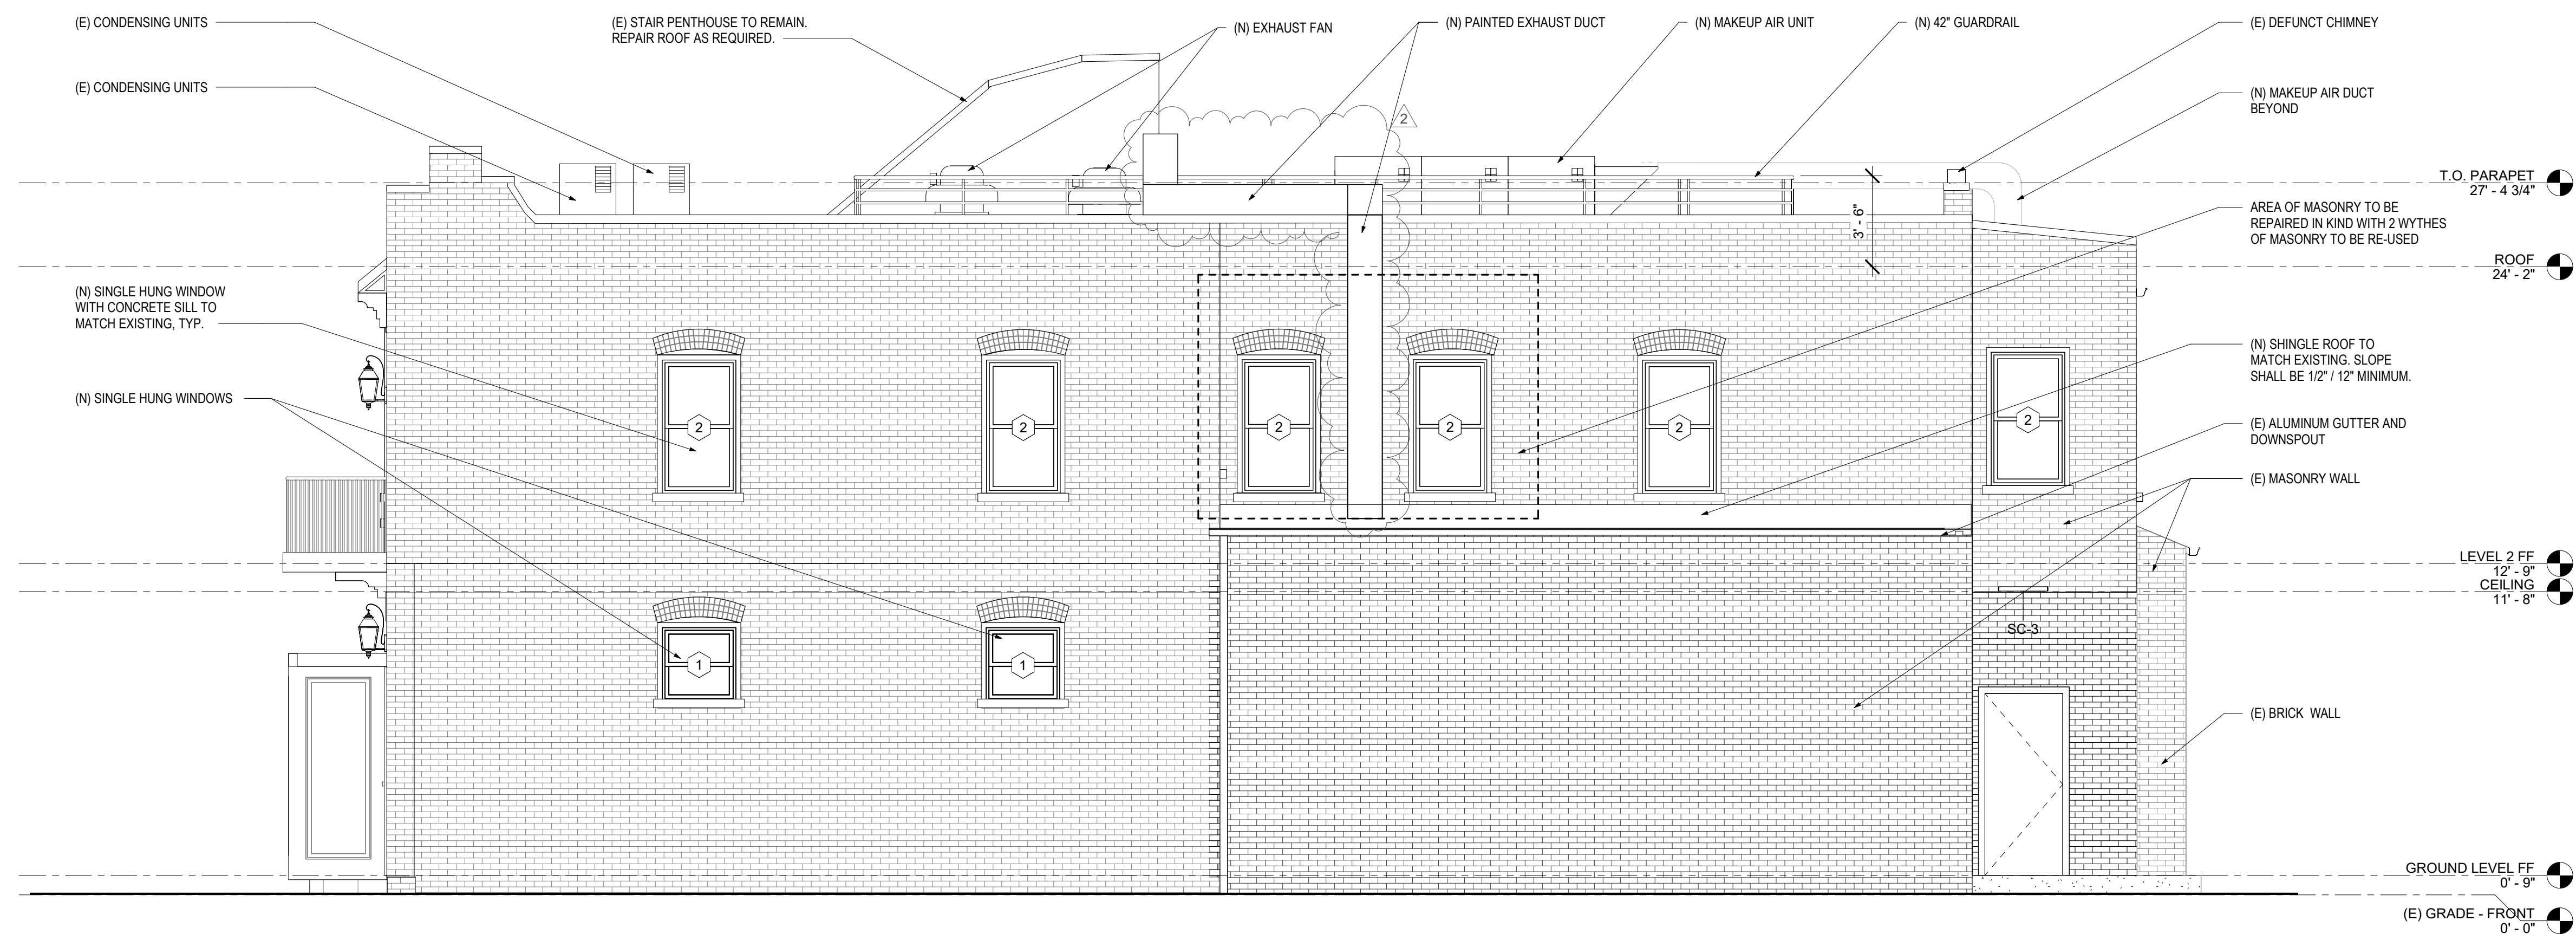 (E) CONDENSING UNITS
(E) STAIR PENTHOUSE TO REMAIN.
REPAIR ROOF AS REQUIRED.
(N) EXHAUST FAN
(N) PAINTED EXHAUST DUCT
(N) MAKEUP AIR UNIT
(N) 42" GUARDRAIL
(E) DEFUNCT CHIMNEY
(E) CONDENSING UNITS
(N) MAKEUP AIR DUCT
BEYOND
2
T.O. PARAPET
27' - 4 3/4"
3' - 6"
AREA OF MASONRY TO BE
REPAIRED IN KIND WITH 2 WYTHES
OF MASONRY TO BE RE-USED
ROOF
24' - 2"
(N) SINGLE HUNG WINDOW
WITH CONCRETE SILL TO
MATCH EXISTING, TYP.
(N) SHINGLE ROOF TO
MATCH EXISTING. SLOPE
SHALL BE 1/2" / 12" MINIMUM.
(N) SINGLE HUNG WINDOWS
2
2
2
2
2
2
(E) ALUMINUM GUTTER AND
DOWNSPOUT
(E) MASONRY WALL
LEVEL 2 FF
12' - 9"
CEILING
11' - 8"
SC-3
1
1
(E) BRICK WALL
GROUND LEVEL FF
0' - 9"
(E) GRADE - FRONT
0' - 0"